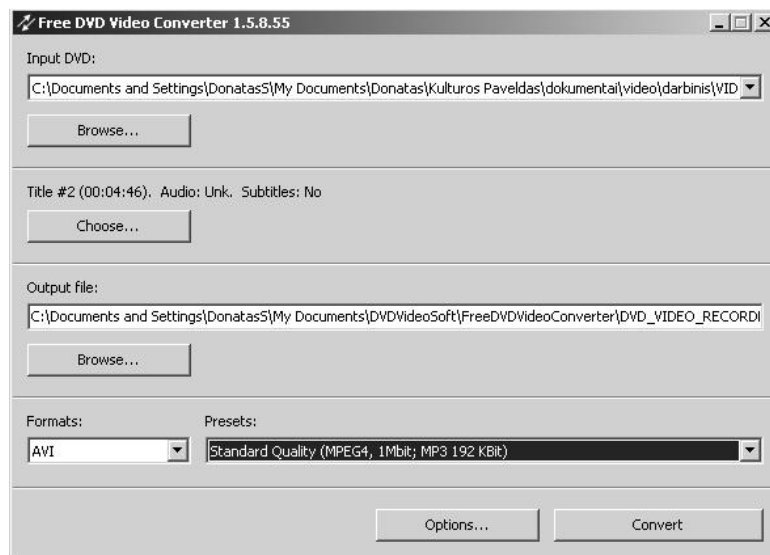 Free DVD Video Converter 1.5.8.55
Input DVD:
C:\Documents and Settings\DonatasS\My Documents\Donatas\Kulturos Paveldas\dokumentai\video\darbinis\VID
Browse...
Title #2 (00:04:46). Audio: Unk. Subtitles: No
Choose...
Output file:
C:\Documents and Settings\DonatasS\My Documents\DVDVideoSoft\FreeDVDVideoConverter\DVD_VIDEO_RECORDI
Browse...
Formats: Presets:
AVI Standard Quality (MPEG4, 1Mbit; MP3 192 KBit)
Options... Convert